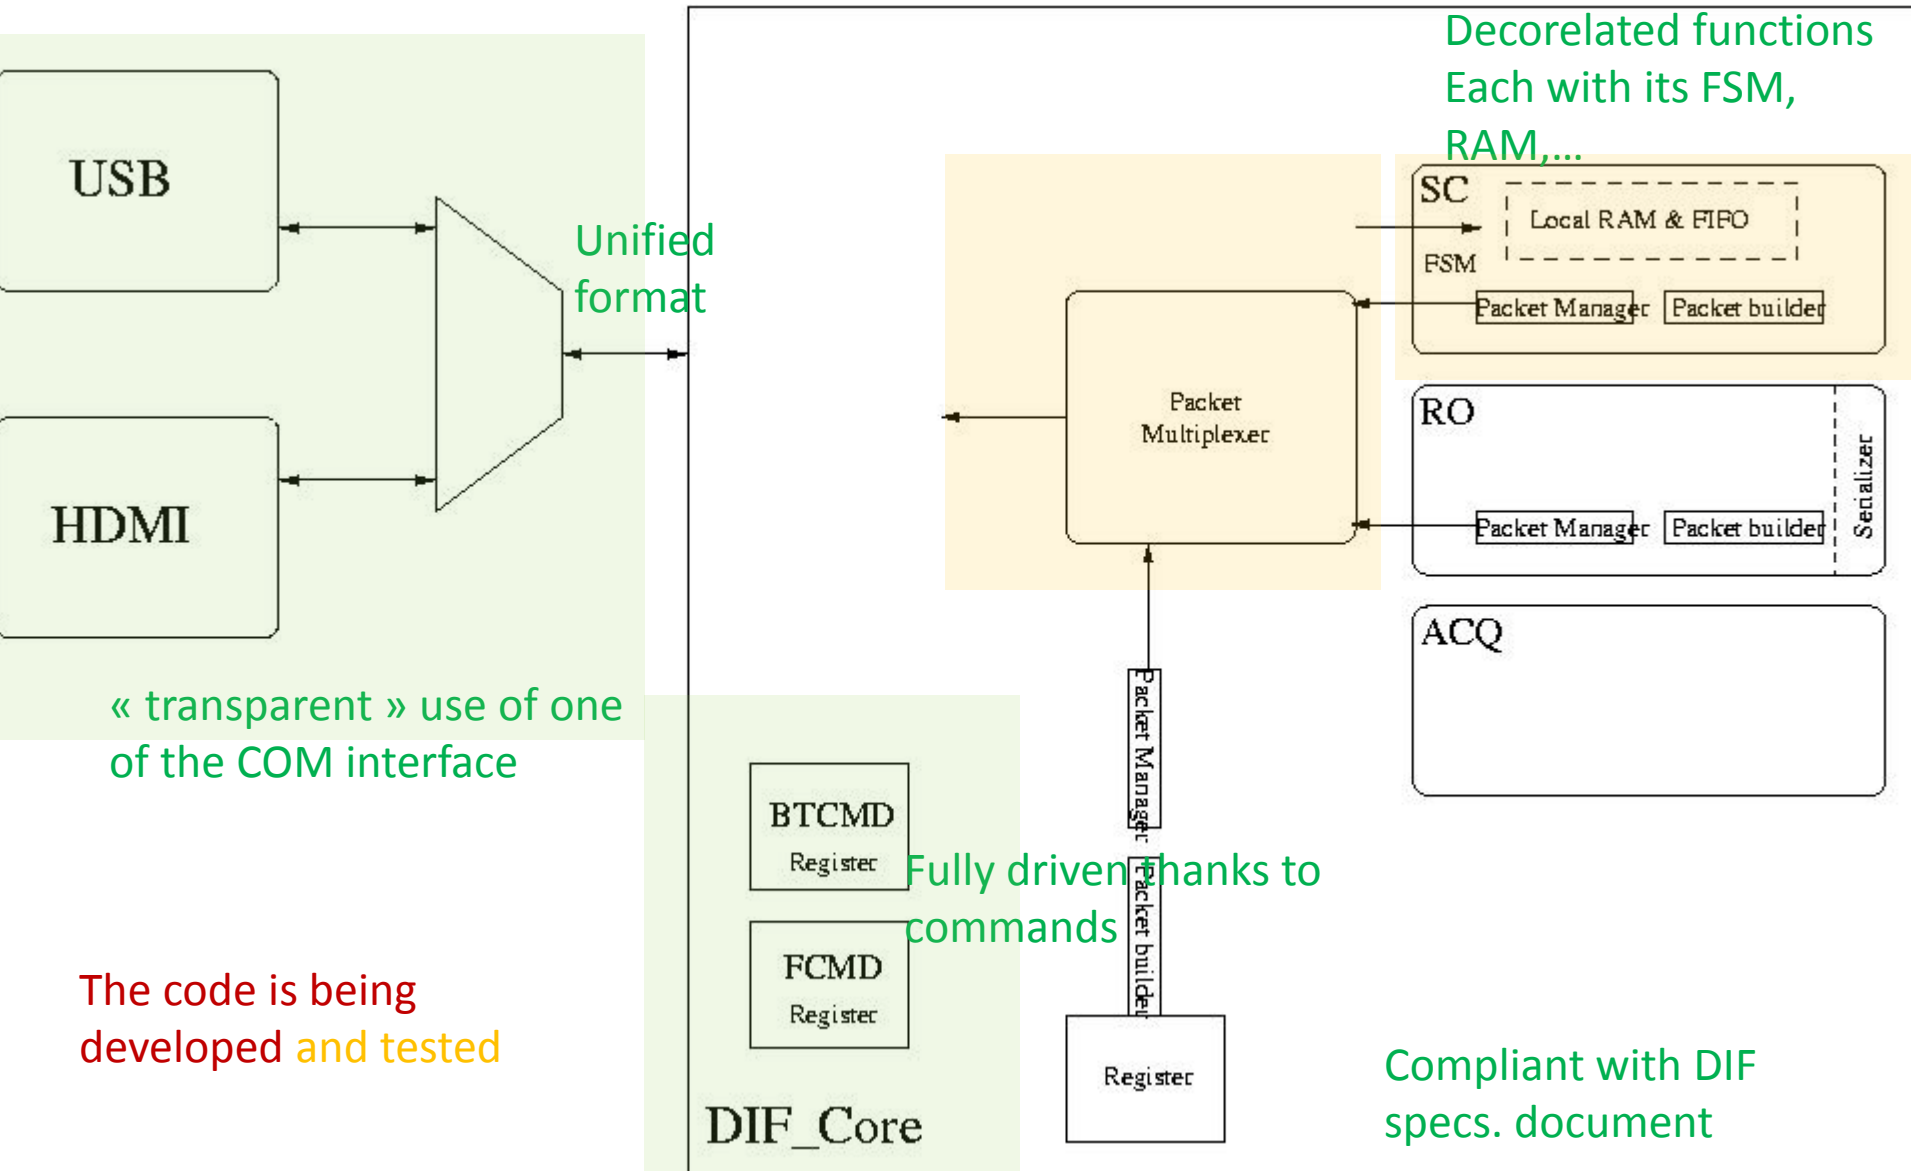 Decorelated functions
Each with its FSM,
RAM,...
USB
Unified
format
HDMI
SC
Local RAM & FIFO
FSM
Packet Manager
Packet builder
Packet
Multiplexer
RO
Packet Manager
Packet builder
Serializer
ACQ
« transparent » use of one
of the COM interface
Packet Manager
Packet builder
BTCMD
Register
Fully driven thanks to
commands
FCMD
Register
The code is being
developed and tested
Register
DIF_Core
Compliant with DIF
specs. document